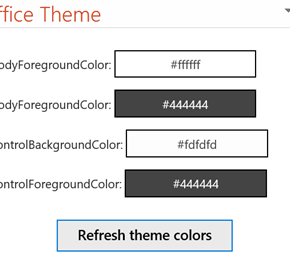 ffice Theme
odyForegroundColor: #ffffff
odyForegroundColor: #444444
ontrolBackgroundColor: #fdfdfd
ontrolForegroundColor: #444444
Refresh theme colors